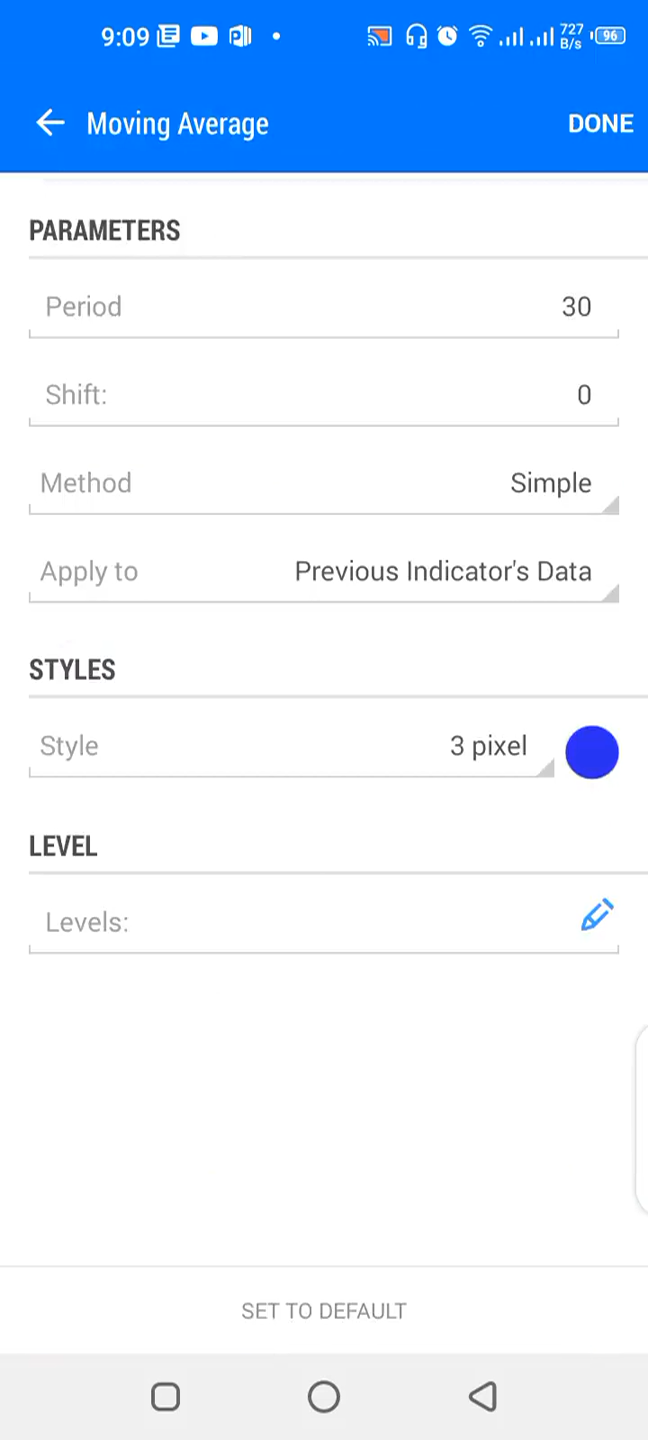 9:09 727 B/s 96
Moving Average DONE
PARAMETERS
Period 30
Shift: 0
Method Simple
Apply to Previous Indicator's Data
STYLES
Style 3 pixel
LEVEL
Levels:
SET TO DEFAULT